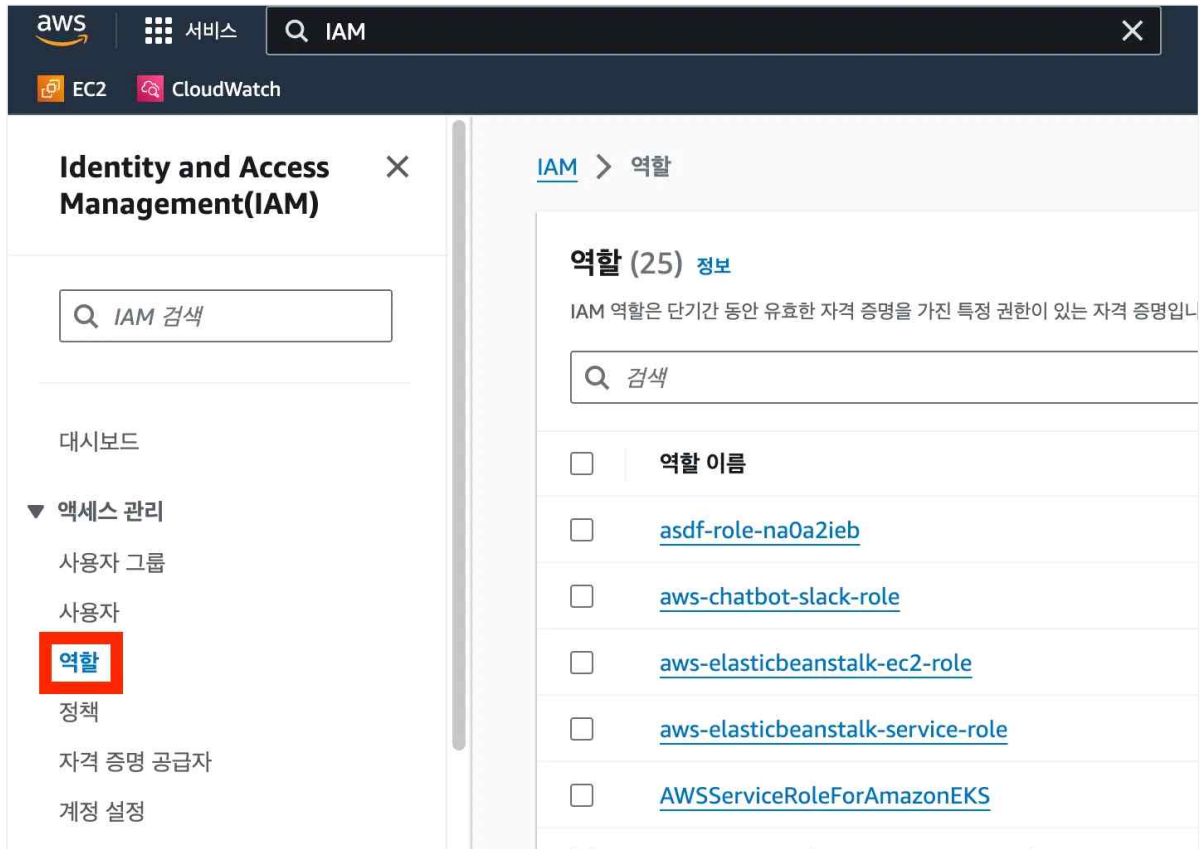 aws
서비스
IAM
EC2
CloudWatch
Identity and Access
Management(IAM)
IAM 검색
대시보드
액세스 관리
사용자 그룹
사용자
역할
정책
자격 증명 공급자
계정 설정
IAM > 역할
역할 (25) 정보
IAM 역할은 단기간 동안 유효한 자격 증명을 가진 특정 권한이 있는 자격 증명입니
검색
역할 이름
asdf-role-na0a2ieb
aws-chatbot-slack-role
aws-elasticbeanstalk-ec2-role
aws-elasticbeanstalk-service-role
AWSServiceRoleForAmazonEKS